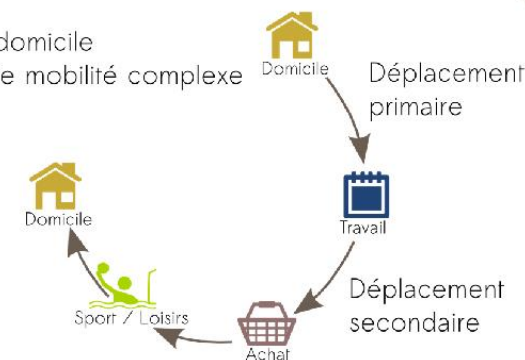 domicile
e mobilité complexe
Domicile
Déplacement
primaire
Travail
Domicile
Déplacement
secondaire
Sport / Loisirs
Achat